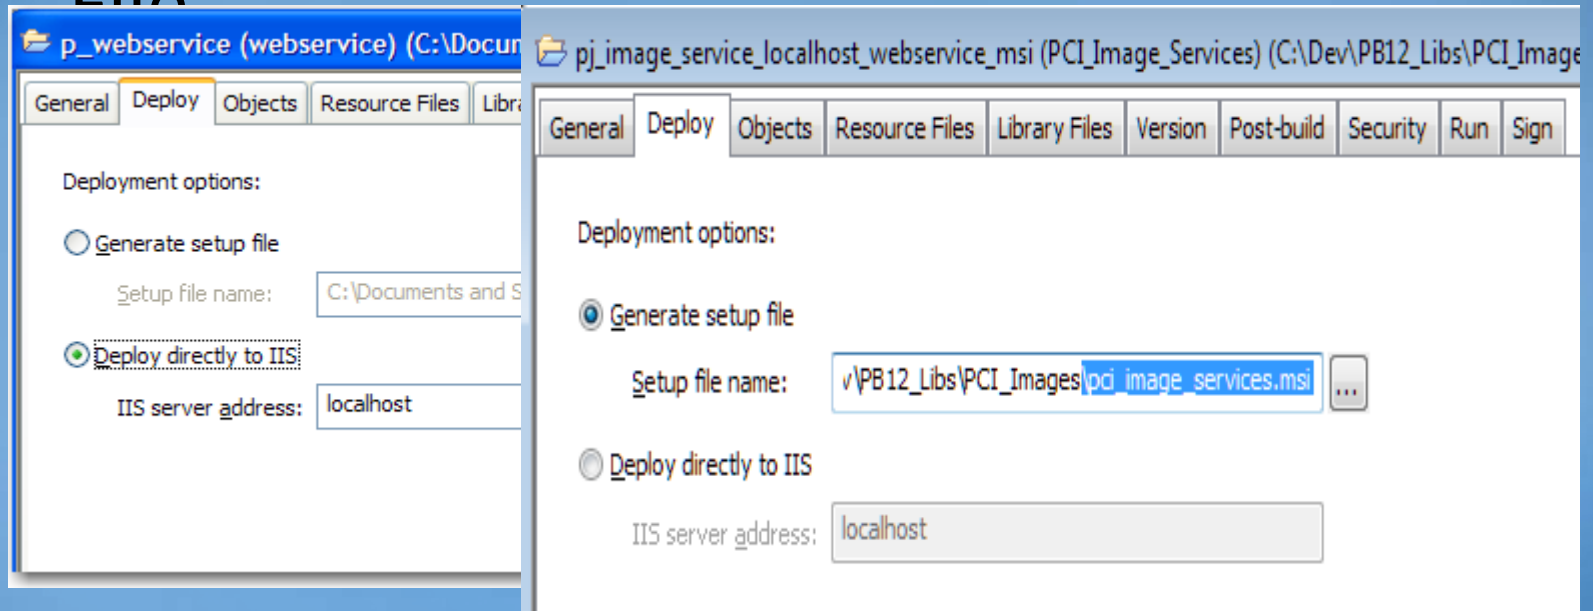 p_webservice (webservice) (C:\Docum
General Deploy Objects Resource Files Libra
Deployment options:
Generate setup file
Setup file name: C:\Documents and S
Deploy directly to IIS
IIS server address: localhost
pj_image_service_localhost_webservice_msi (PCI_Image_Services) (C:\Dev\PB12_Libs\PCI_Image
General Deploy Objects Resource Files Library Files Version Post-build Security Run Sign
Deployment options:
Generate setup file
Setup file name: v\PB12_Libs\PCI_Images\pci_image_services.msi ...
Deploy directly to IIS
IIS server address: localhost